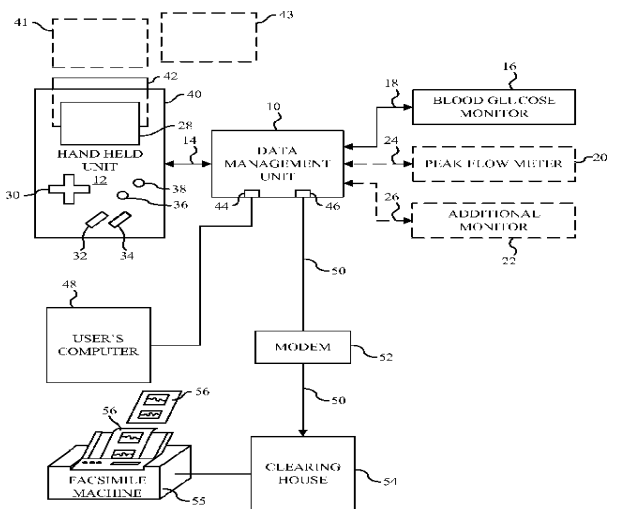 41
43
42
40
16
10
18
BLOOD GLUCOSE
MONITOR
28
14
DATA
MANAGEMENT
UNIT
24
PEAK FLOW METER
20
HAND HELD
UNIT
12
38
30
36
44
46
26
ADDITIONAL
MONITOR
22
32
34
50
48
USER'S
COMPUTER
MODEM
52
56
50
56
CLEARING
HOUSE
54
FACSIMILE
MACHINE
55